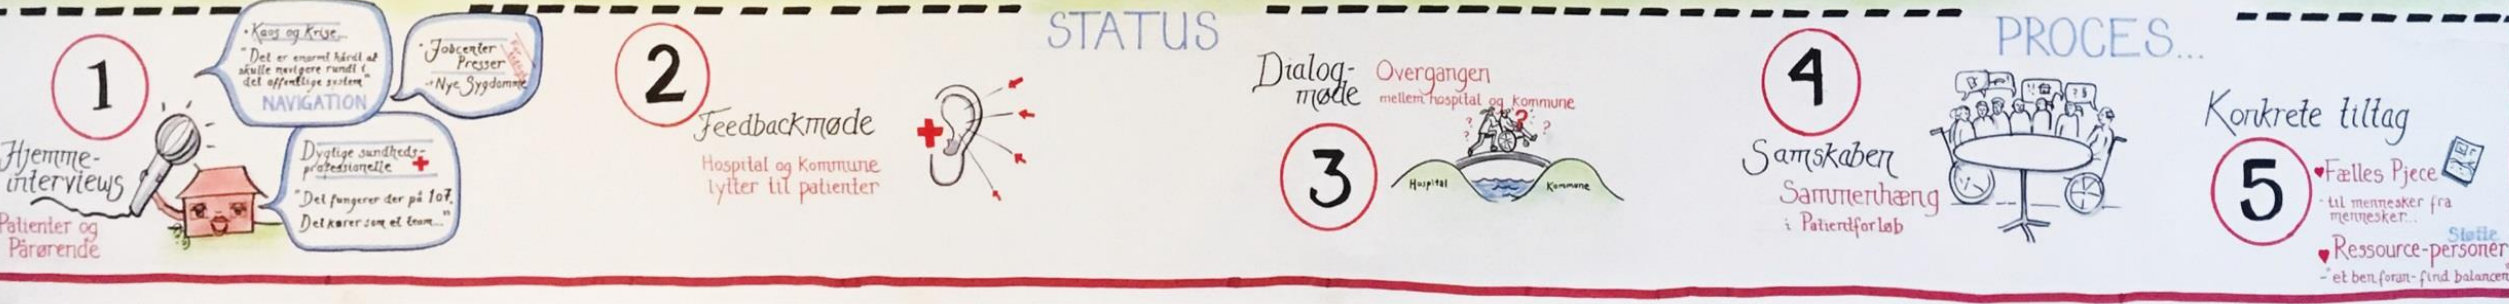 STATUS
PROCES...
1
Hjemme-
interviews
Patienter og
Pårørende
• Kaos og Krise
"Det er enormt hårdt at
skulle navigere rundt i
det offentlige system"
NAVIGATION
• Jobcenter
Presser
→ Nye Sygdomme
Dygtige sundheds-
professionelle
"Det fungerer der på 107.
Det kører som et team..."
2
Feedbackmøde
Hospital og Kommune
lytter til patienter
Dialog-
møde
Overgangen
mellem hospital og kommune
3
? ? ? ?
Hospital
Kommune
4
Samskaben
Sammenhæng
i Patientforløb
Konkrete tiltag
5
Fælles Pjece
- til mennesker fra
mennesker...
Støtte
Ressource-personer
- "et ben foran - find balancen